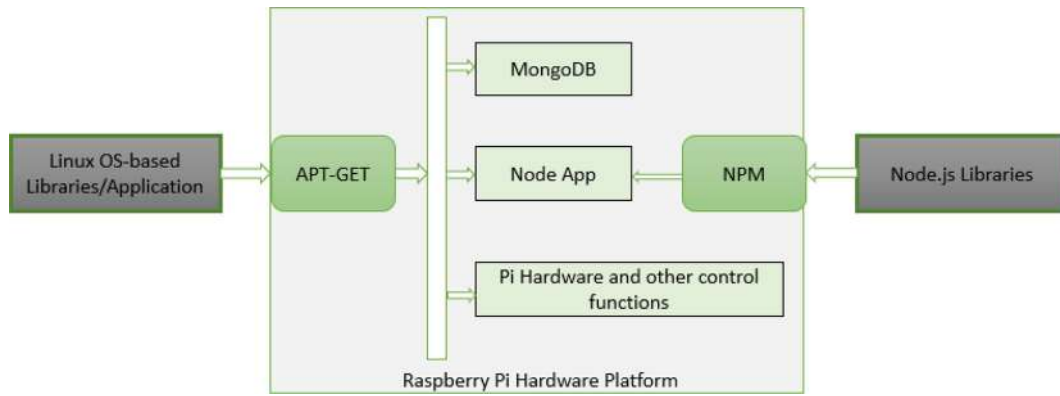 MongoDB
Linux OS-based
Libraries/Application
APT-GET
Node App
NPM
Node.js Libraries
Pi Hardware and other control
functions
Raspberry Pi Hardware Platform